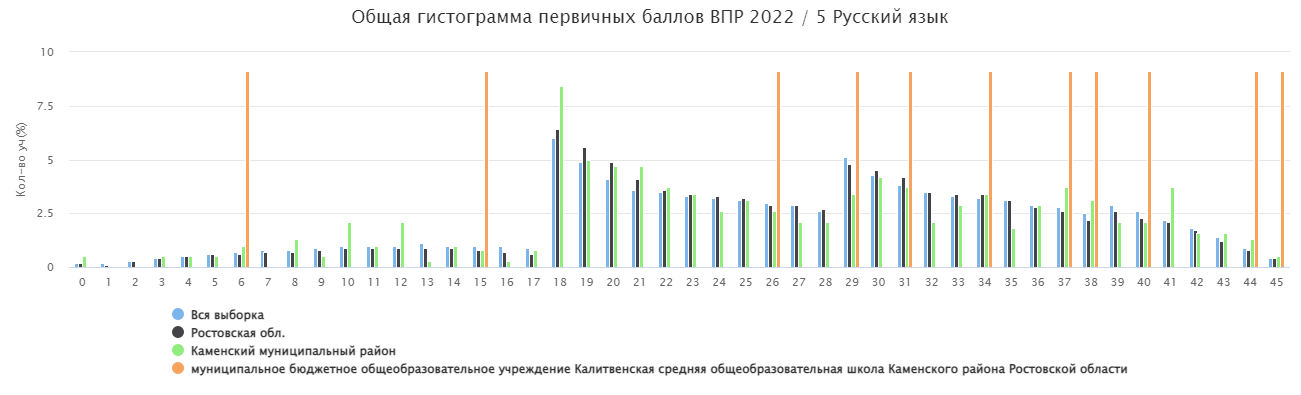 Общая гистограмма первичных баллов ВПР 2022 / 5 Русский язык
10
7.5
5
2.5
0
Кол-во уч(%)
0 1 2 3 4 5 6 7 8 9 10 11 12 13 14 15 16 17 18 19 20 21 22 23 24 25 26 27 28 29 30 31 32 33 34 35 36 37 38 39 40 41 42 43 44 45
Вся выборка
Ростовская обл.
Каменский муниципальный район
муниципальное бюджетное общеобразовательное учреждение Калитвенская средняя общеобразовательная школа Каменского района Ростовской области